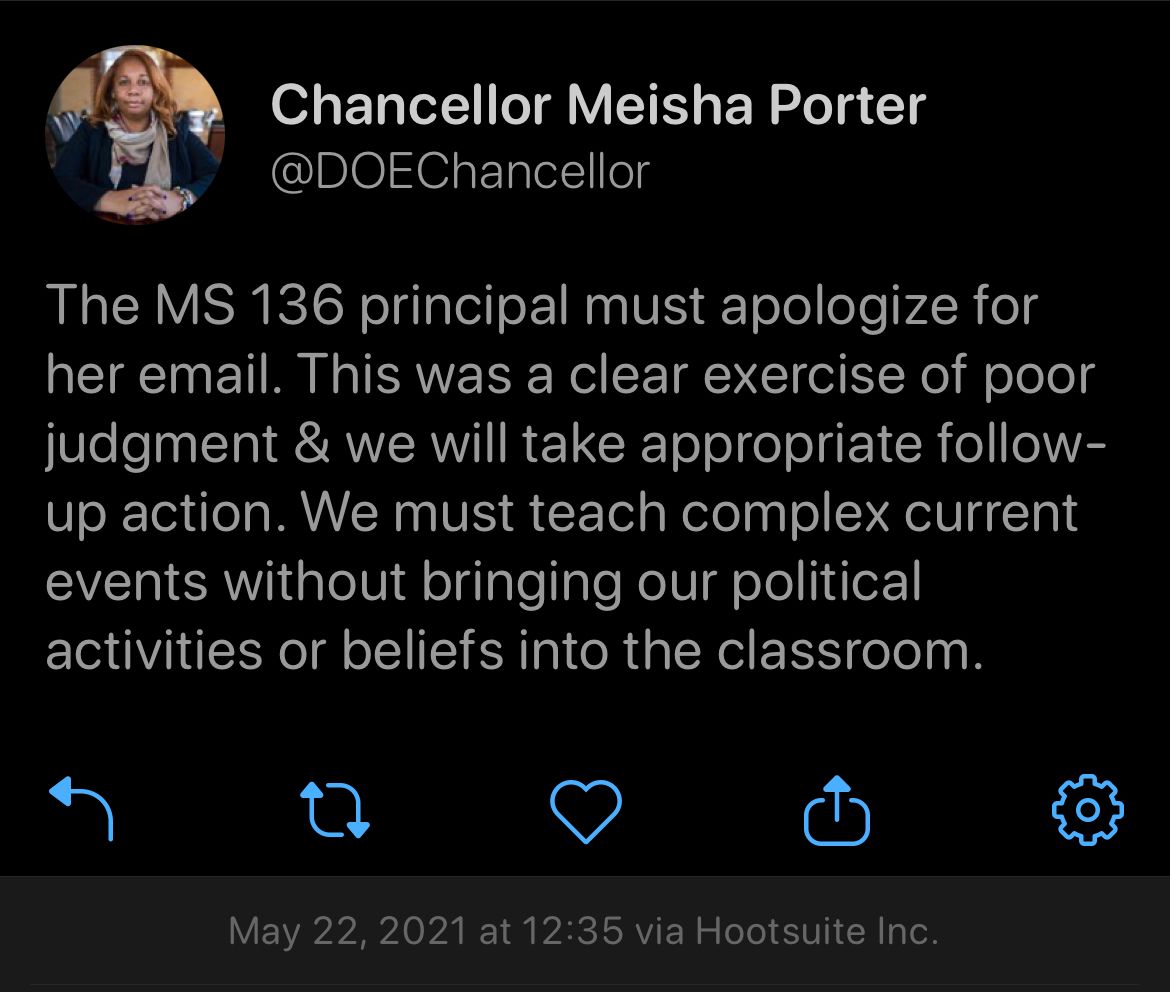 Chancellor Meisha Porter
@DOEChancellor
The MS 136 principal must apologize for
her email. This was a clear exercise of poor
judgment & we will take appropriate follow-
up action. We must teach complex current
events without bringing our political
activities or beliefs into the classroom.
May 22, 2021 at 12:35 via Hootsuite Inc.